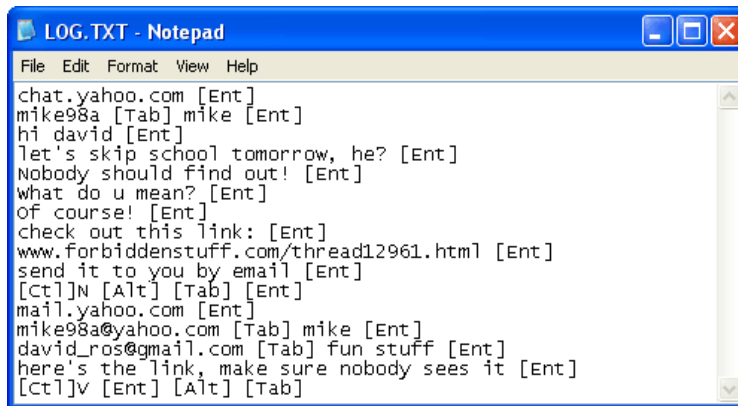 LOG.TXT - Notepad
File Edit Format View Help
chat.yahoo.com [Ent]
mike98a [Tab] mike [Ent]
hi david [Ent]
let's skip school tomorrow, he? [Ent]
Nobody should find out! [Ent]
What do u mean? [Ent]
Of course! [Ent]
check out this link: [Ent]
www.forbiddenstuff.com/thread12961.html [Ent]
send it to you by email [Ent]
[Ctl]N [Alt] [Tab] [Ent]
mail.yahoo.com [Ent]
mike98a@yahoo.com [Tab] mike [Ent]
david_ros@gmail.com [Tab] fun stuff [Ent]
here's the link, make sure nobody sees it [Ent]
[Ctl]V [Ent] [Alt] [Tab]